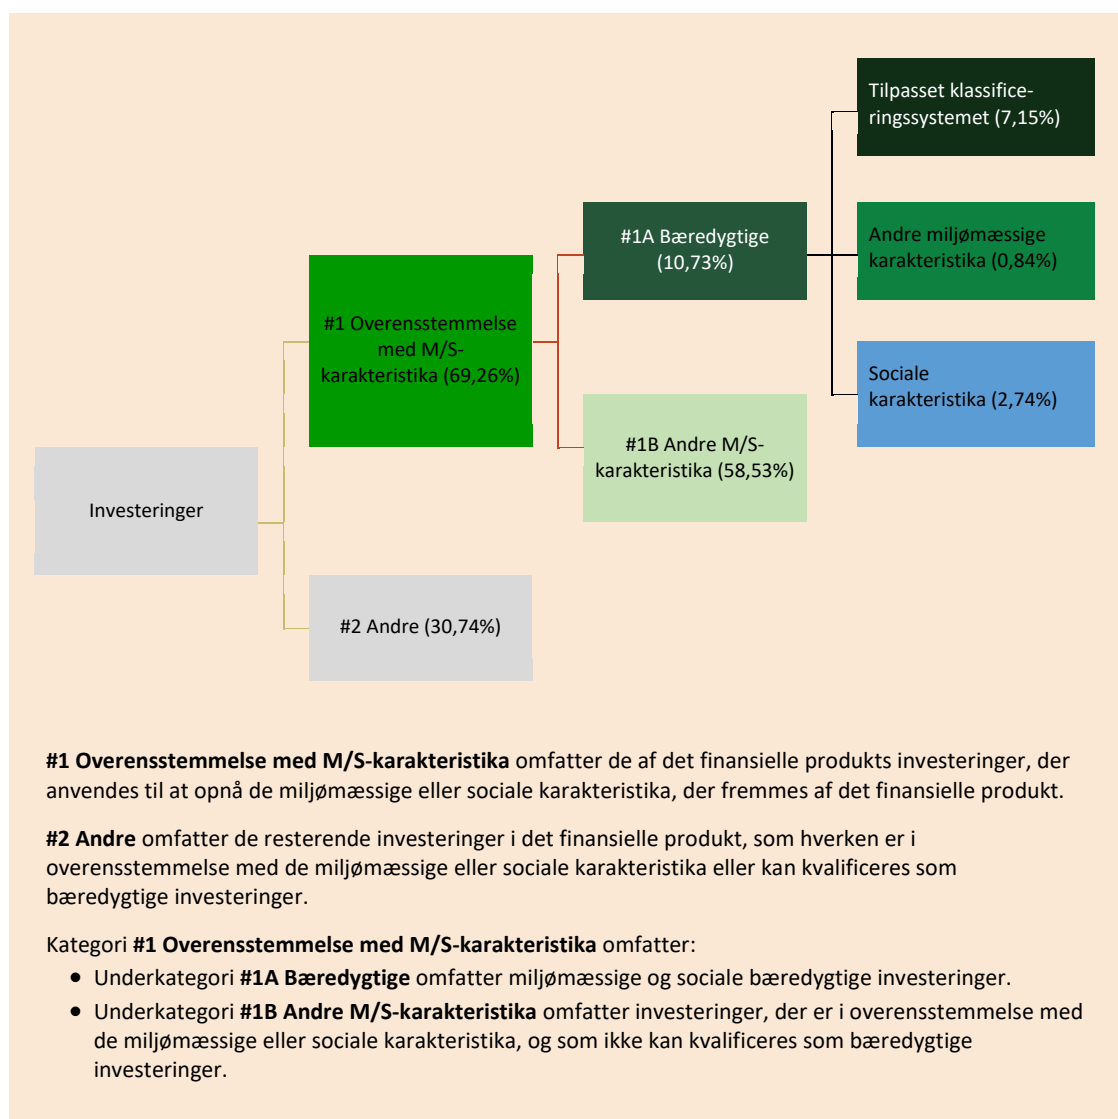 Tilpasset klassifice-
ringssystemet (7,15%)
#1A Bæredygtige
(10,73%)
Andre miljømæssige
karakteristika (0,84%)
#1 Overensstemmelse
med M/S-
karakteristika (69,26%)
Sociale
karakteristika (2,74%)
#1B Andre M/S-
karakteristika (58,53%)
Investeringer
#2 Andre (30,74%)
#1 Overensstemmelse med M/S-karakteristika omfatter de af det finansielle produkts investeringer, der
anvendes til at opnå de miljømæssige eller sociale karakteristika, der fremmes af det finansielle produkt.
#2 Andre omfatter de resterende investeringer i det finansielle produkt, som hverken er i
overensstemmelse med de miljømæssige eller sociale karakteristika eller kan kvalificeres som
bæredygtige investeringer.
Kategori #1 Overensstemmelse med M/S-karakteristika omfatter:
• Underkategori #1A Bæredygtige omfatter miljømæssige og sociale bæredygtige investeringer.
• Underkategori #1B Andre M/S-karakteristika omfatter investeringer, der er i overensstemmelse med
de miljømæssige eller sociale karakteristika, og som ikke kan kvalificeres som bæredygtige
investeringer.